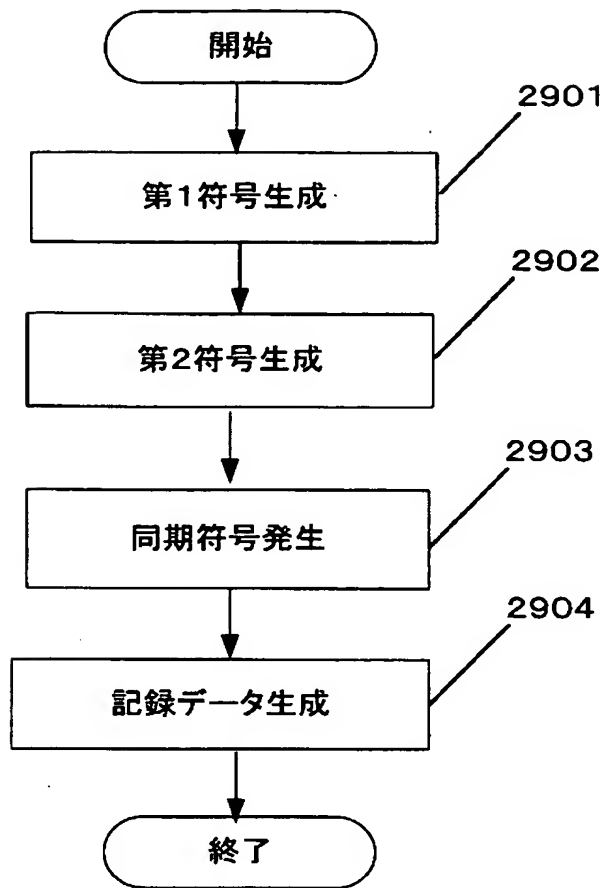 開始
2901
第1符号生成
2902
第2符号生成
2903
同期符号発生
2904
記録データ生成
終了